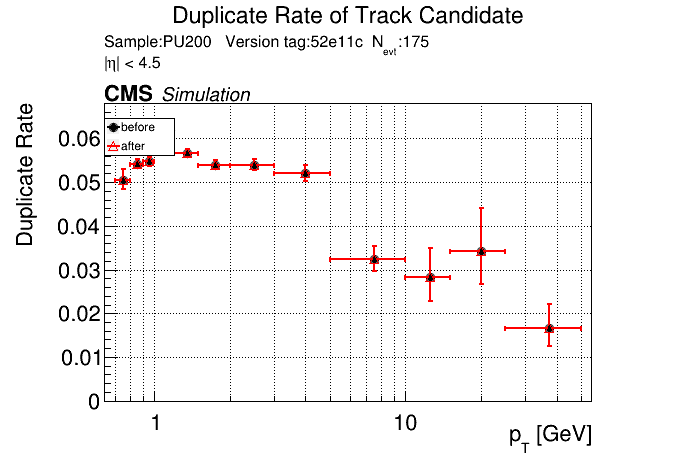 Duplicate Rate of Track Candidate
Sample:PU200 Version tag:52e11c N_evt:175
|η| < 4.5
CMS Simulation
Duplicate Rate
before
after
0.06
0.05
0.04
0.03
0.02
0.01
0
1
10
p_T [GeV]